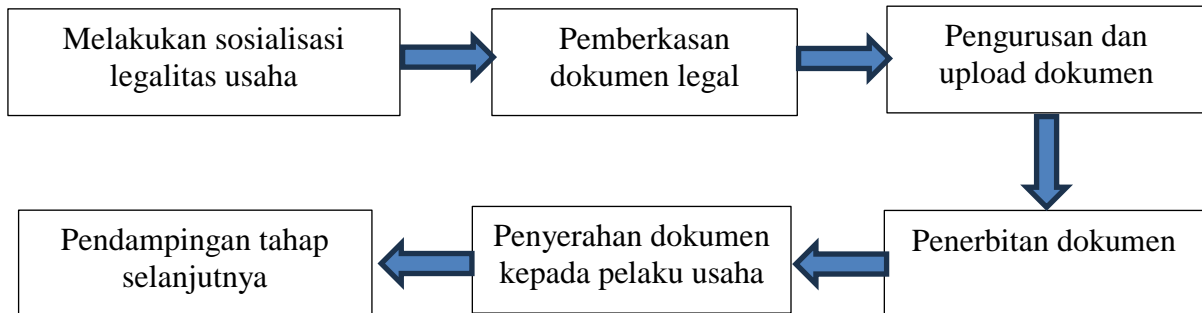 Melakukan sosialisasi
legalitas usaha
Pemberkasan
dokumen legal
Pengurusan dan
upload dokumen
Penerbitan dokumen
Penyerahan dokumen
kepada pelaku usaha
Pendampingan tahap
selanjutnya